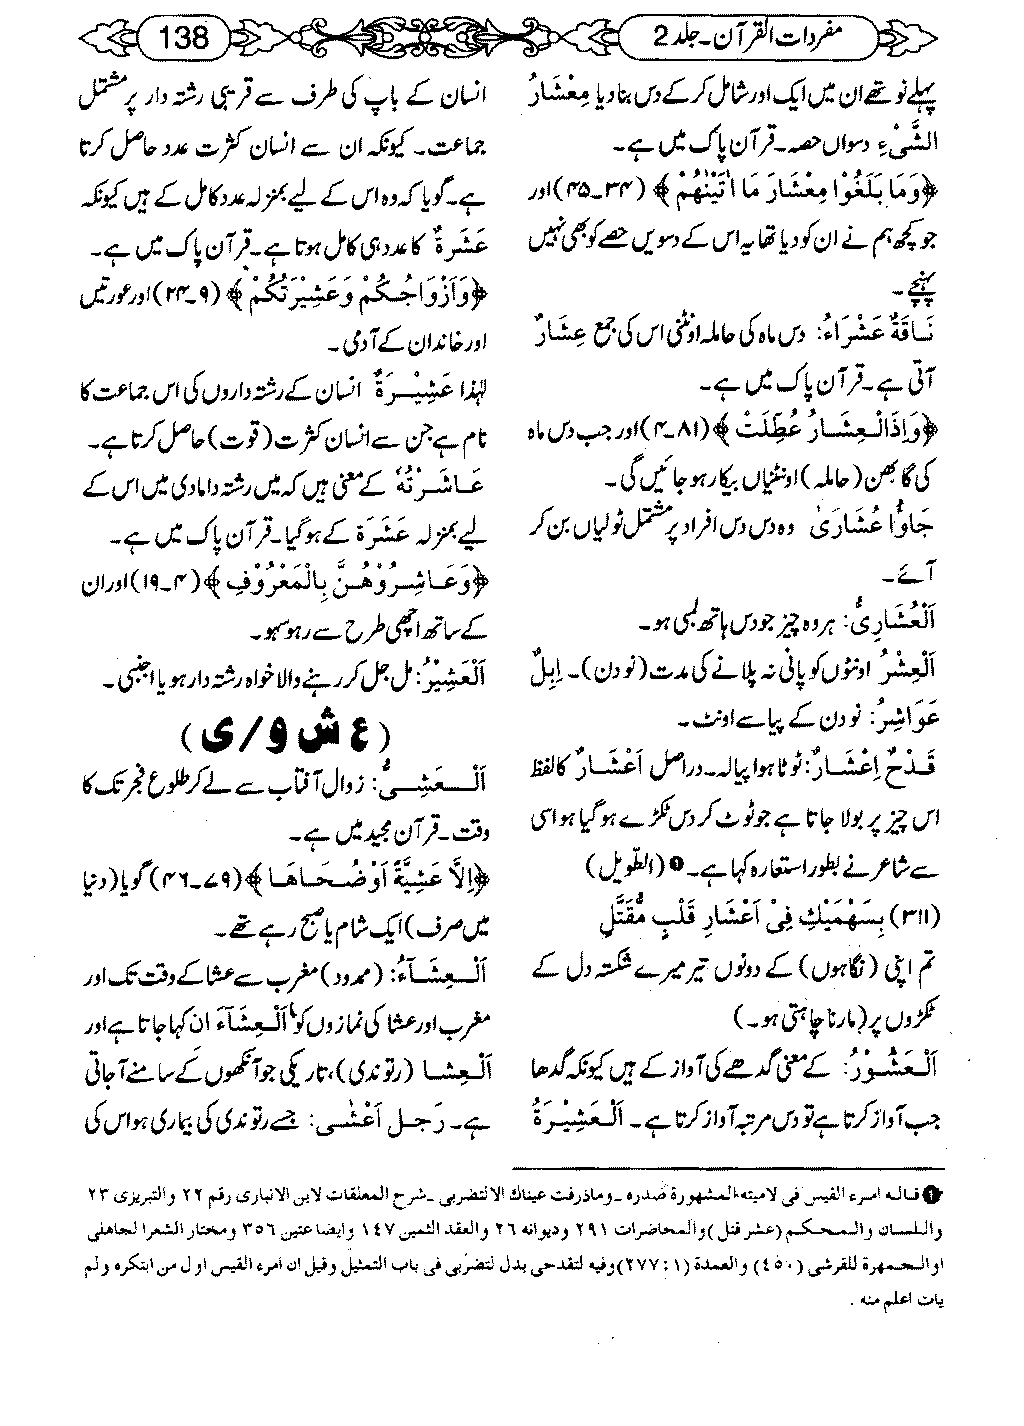 مفردات القرآن۔جلد 2
138
پہلے نو تھے ان میں ایک اور شامل کرکے دس بنادیا مِعْشَارُ
الشَّیْءِ دسواں حصہ۔قرآن پاک میں ہے۔
﴿وَمَا بَلَغُوْا مِعْشَارَ مَا اٰتَیْنٰهُمْ﴾ (۳۴۔۴۵) اور
جو کچھ ہم نے ان کو دیا تھا یہ اس کے دسویں حصے کو بھی نہیں
پہنچے۔
نَاقَةٌ عَشْرَاءُ: دس ماہ کی حاملہ اونٹنی اس کی جمع عِشَارٌ
آتی ہے۔قرآن پاک میں ہے۔
﴿وَاِذَالْعِشَارُ عُطِّلَتْ﴾ (۸۱۔۴) اور جب دس ماہ
کی گابھن (حاملہ) اونٹنیاں بیکار ہوجائیں گی۔
جَاوُّا عُشَارَیٰ وہ دس دس افراد پر مشتمل ٹولیاں بن کر
آئے۔
اَلْعُشَارِیُّ: ہر وہ چیز جو دس ہاتھ لمبی ہو۔
اَلْعِشْرُ اونٹوں کو پانی نہ پلانے کی مدت (نو دن)۔ اِبِلٌ
عَوَاشِرُ: نو دن کے پیاسے اونٹ۔
قَدْحٌ اِعْشَارٌ: ٹوٹا ہوا پیالہ۔دراصل اَعْشَارٌ کا لفظ
اس چیز پر بولا جاتا ہے جو ٹوٹ کر دس ٹکڑے ہوگیا ہو اسی
سے شاعر نے بطور استعارہ کہا ہے۔❶ (الطّویل)
(۳۱۱) بِسَهْمَیْكِ فِیْ اَعْشَارِ قَلْبٍ مُّقَتَّلٍ
تم اپنی (نگاہوں) کے دونوں تیر میرے شکستہ دل کے
ٹکڑوں پر (مارنا چاہتی ہو۔)
اَلْعَشُوْرُ: کے معنی گدھے کی آواز کے ہیں کیونکہ گدھا
جب آواز کرتا ہے تو دس مرتبہ آواز کرتا ہے۔ اَلْعَشِیْرَةُ
انسان کے باپ کی طرف سے قریبی رشتہ دار پر مشتمل
جماعت۔ کیونکہ ان سے انسان کثرت عدد حاصل کرتا
ہے۔گویا کہ وہ اس کے لیے بمنزلہ عدد کامل کے ہیں کیونکہ
عَشَرَةٌ کا عدد ہی کامل ہوتا ہے۔قرآن پاک میں ہے۔
﴿وَاَزْوَاجُكُمْ وَعَشِیْرَتُكُمْ﴾ (۹۔۲۴) اور عورتیں
اور خاندان کے آدمی۔
لہٰذا عَشِیْرَةٌ انسان کے رشتہ داروں کی اس جماعت کا
نام ہے جن سے انسان کثرت (قوت) حاصل کرتا ہے۔
عَاشَرْتُهٗ کے معنی ہیں کہ میں رشتہ دامادی میں اس کے
لیے بمنزلہ عَشَرَة کے ہوگیا۔قرآن پاک میں ہے۔
﴿وَعَاشِرُوْهُنَّ بِالْمَعْرُوْفِ﴾ (۴۔۱۹) اور ان
کے ساتھ اچھی طرح سے رہو سہو۔
اَلْعَشِیْرُ: مل جل کر رہنے والا خواہ رشتہ دار ہو یا اجنبی۔
(ع ش و/ی)
اَلْعَشِیُّ: زوال آفتاب سے لے کر طلوع فجر تک کا
وقت۔قرآن مجید میں ہے۔
﴿اِلَّا عَشِیَّةً اَوْضُحَاهَا﴾ (۷۹۔۴۶) گویا (دنیا
میں صرف) ایک شام یا صبح رہے تھے۔
اَلْعِشَآءُ: (ممدود) مغرب سے عشا کے وقت تک اور
مغرب اور عشا کی نمازوں کو اَلْعِشَآءَ انِ کہا جاتا ہے اور
اَلْعِشَا (رتوندی)، تاریکی جو آنکھوں کے سامنے آجاتی
ہے۔ رَجُلٌ اَعْشٰی: جسے رتوندی کی بیماری ہو اس کی
❶ قاله امرء القیس فی لامیته المشهورة صدره۔وماذرفت عیناك الالتضربی۔شرح المعلقات لابن الانباری رقم ۲۲ والتبریزی ۲۳
واللسان والمحکم (عشر قتل) والمحاضرات ۲۹۱ ودیوانه ۲۶ والعقد الثمین ۱۴۷ وایضاعتین ۳۵۶ ومختار الشعرا لجاهلی
اوالجمهرة للقرشی (۴۵۰) والعمدة (۱:۲۷۷) وفیه لتقدحی بدل لتضربی فی باب التمثیل وقیل ان امرء القیس اول من ابتکره ولم
یات اعلم منه .